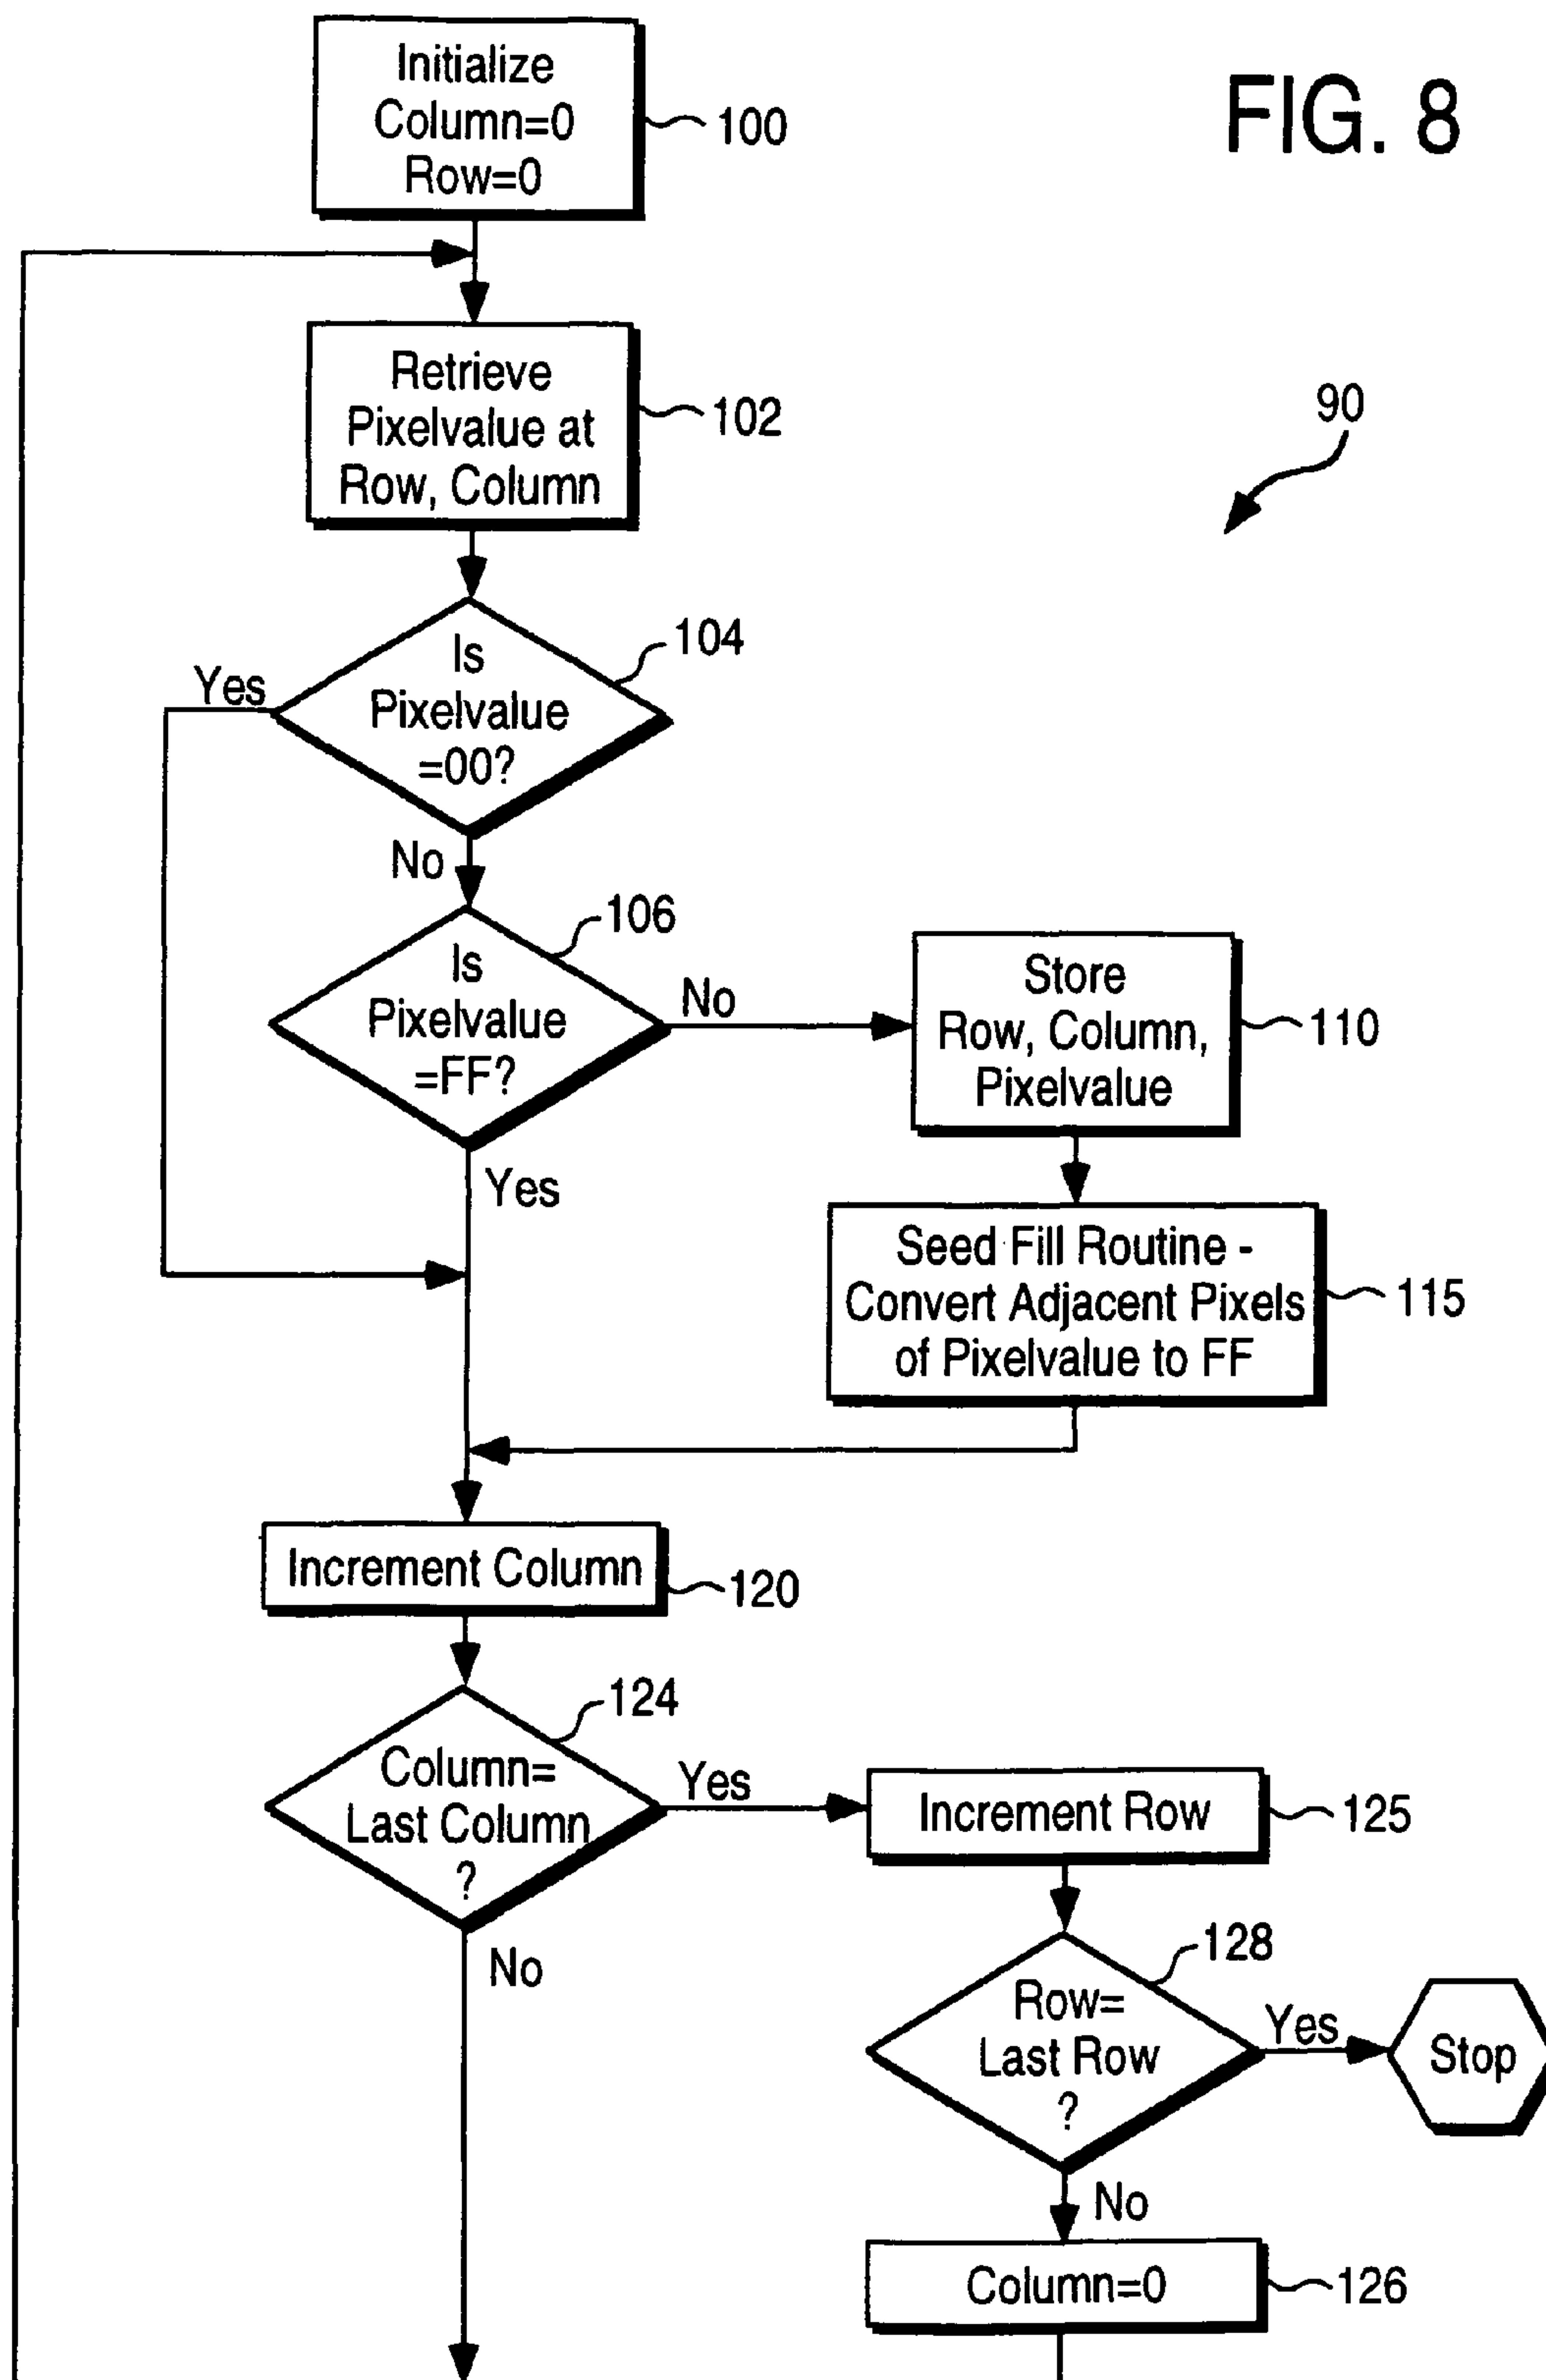 FIG. 8
Initialize
Column=0
Row=0
100
Retrieve
Pixelvalue at
Row, Column
102
90
Is
Pixelvalue
=00?
104
Yes
No
Is
Pixelvalue
=FF?
106
No
Yes
Store
Row, Column,
Pixelvalue
110
Seed Fill Routine -
Convert Adjacent Pixels
of Pixelvalue to FF
115
Increment Column
120
Column=
Last Column
?
124
Yes
No
Increment Row
125
Row=
Last Row
?
128
Yes
Stop
No
Column=0
126